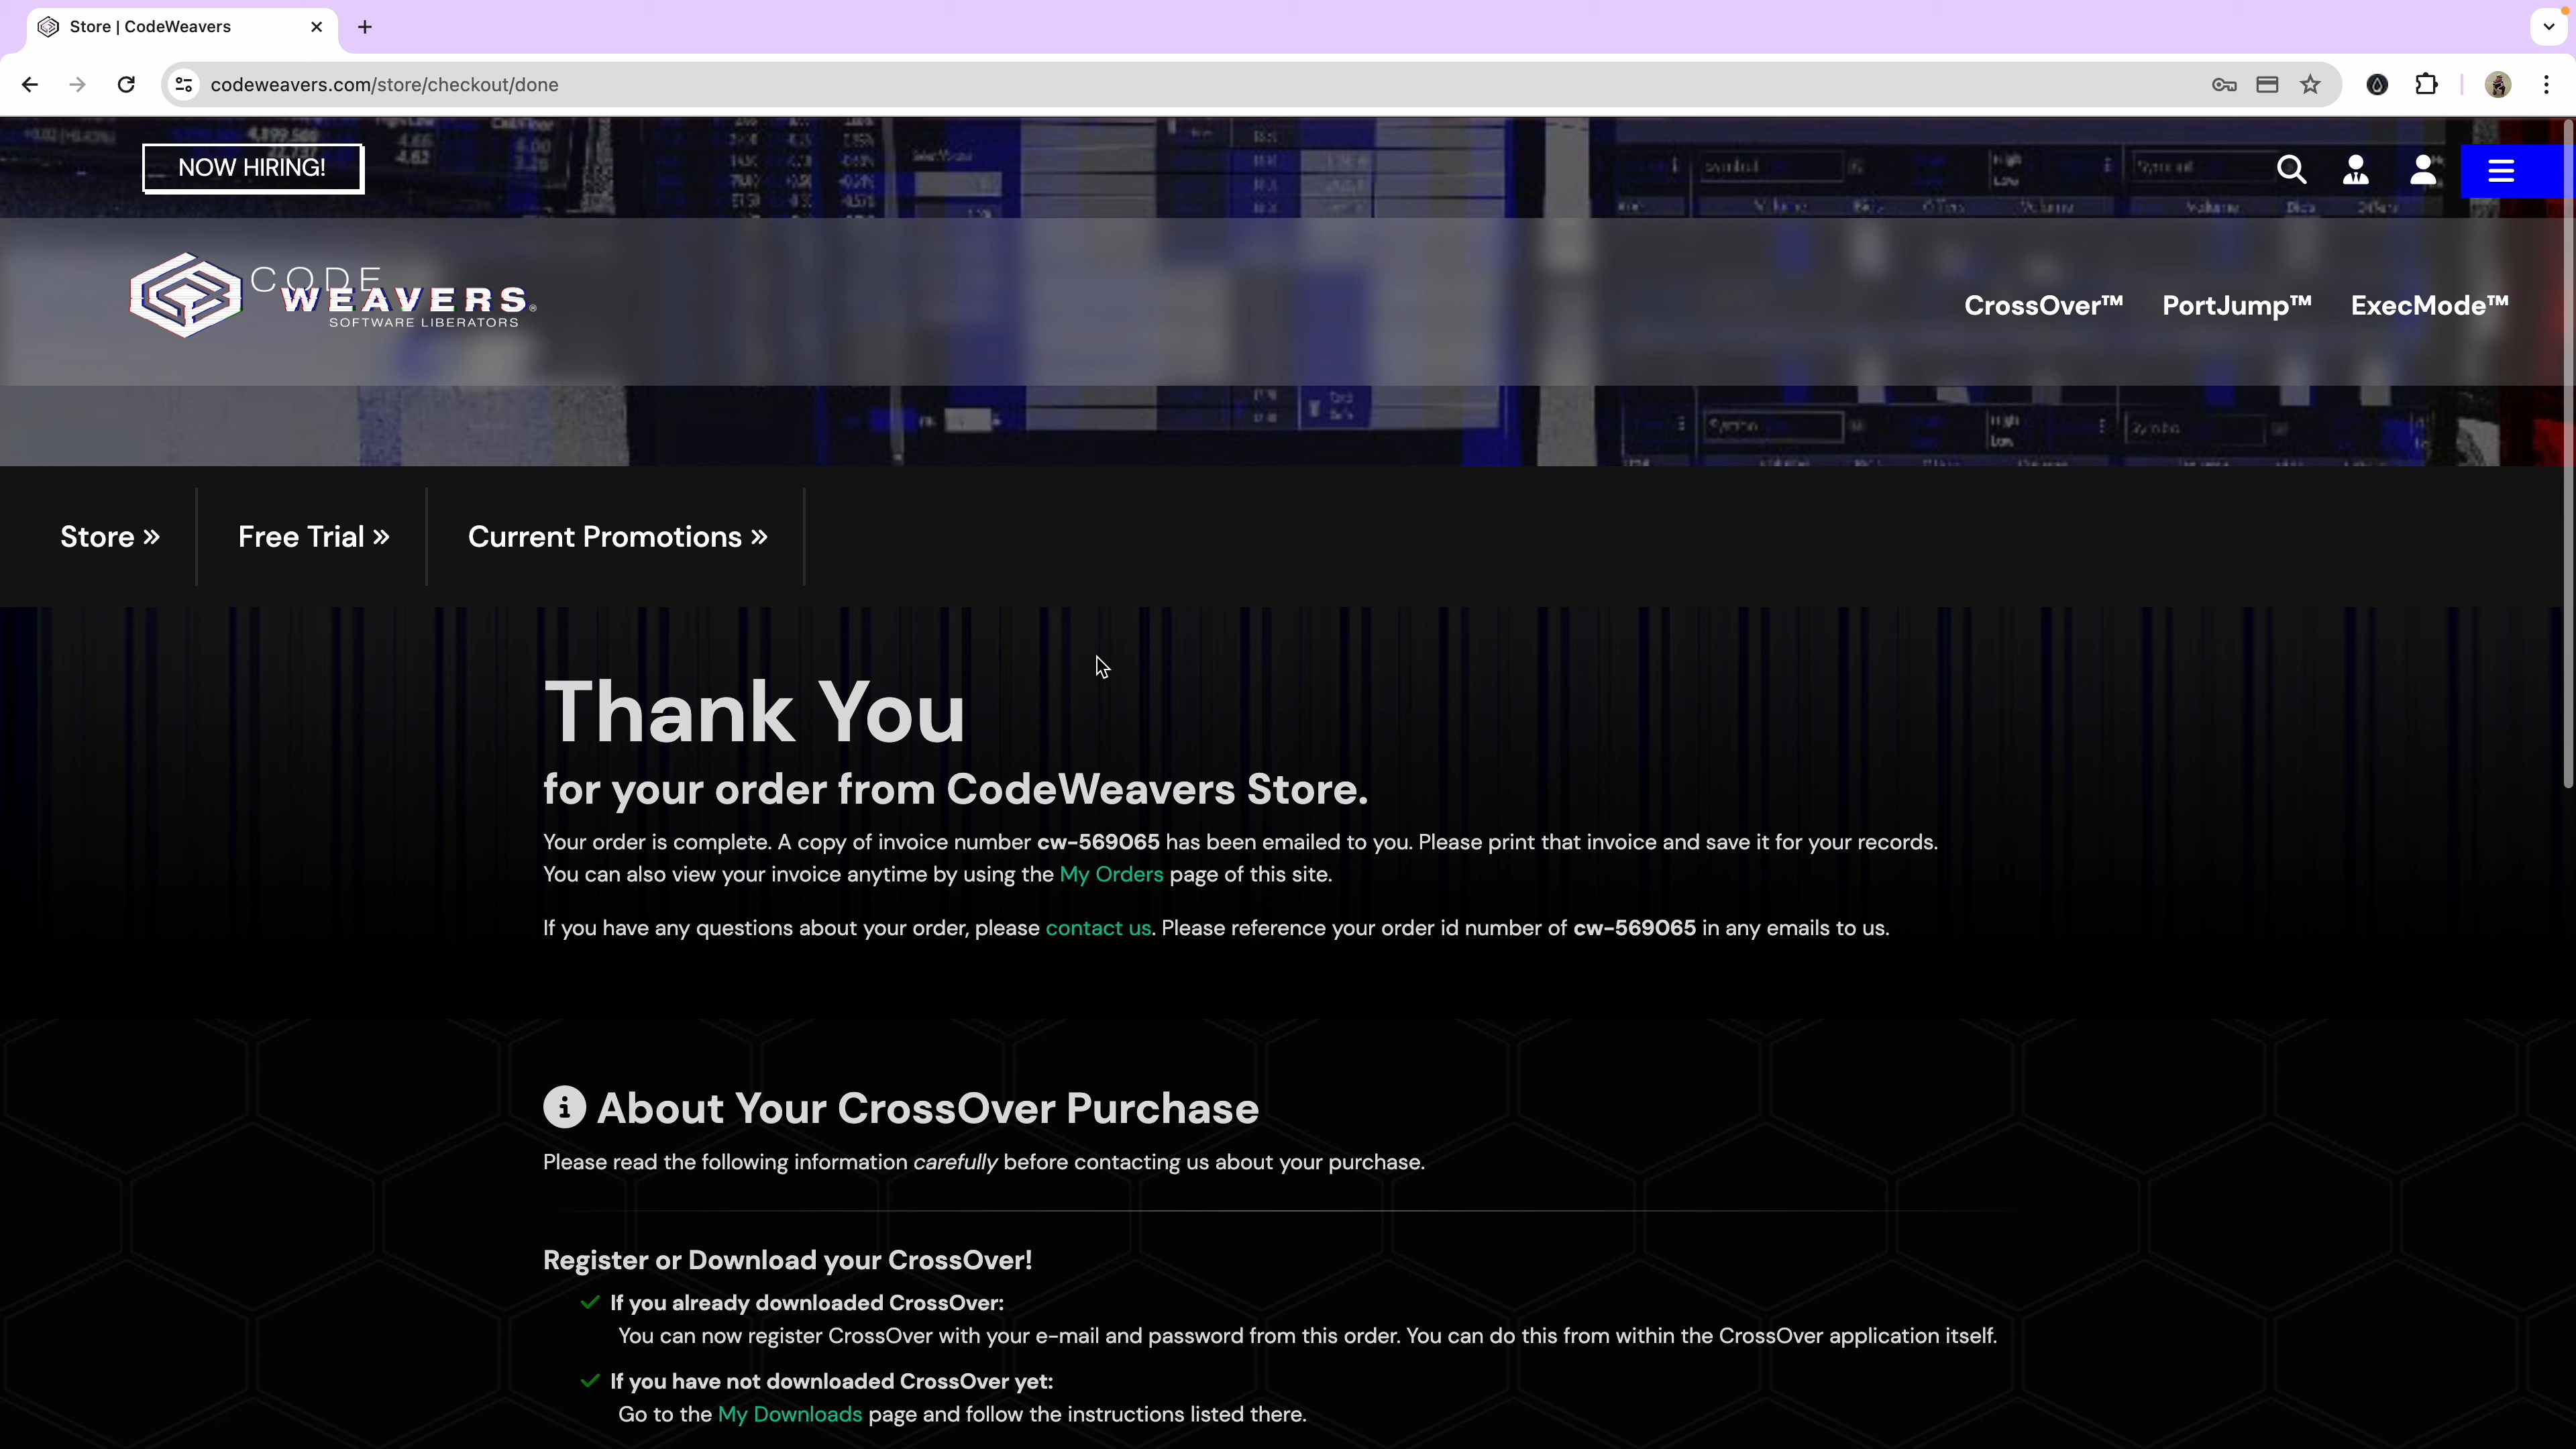 Store | CodeWeavers
codeweavers.com/store/checkout/done
NOW HIRING!
CODE
WEAVERS®
SOFTWARE LIBERATORS
CrossOver™ PortJump™ ExecMode™
Store » Free Trial » Current Promotions »
Thank You
for your order from CodeWeavers Store.
Your order is complete. A copy of invoice number cw-569065 has been emailed to you. Please print that invoice and save it for your records.
You can also view your invoice anytime by using the My Orders page of this site.
If you have any questions about your order, please contact us. Please reference your order id number of cw-569065 in any emails to us.
About Your CrossOver Purchase
Please read the following information carefully before contacting us about your purchase.
Register or Download your CrossOver!
If you already downloaded CrossOver:
You can now register CrossOver with your e-mail and password from this order. You can do this from within the CrossOver application itself.
If you have not downloaded CrossOver yet:
Go to the My Downloads page and follow the instructions listed there.